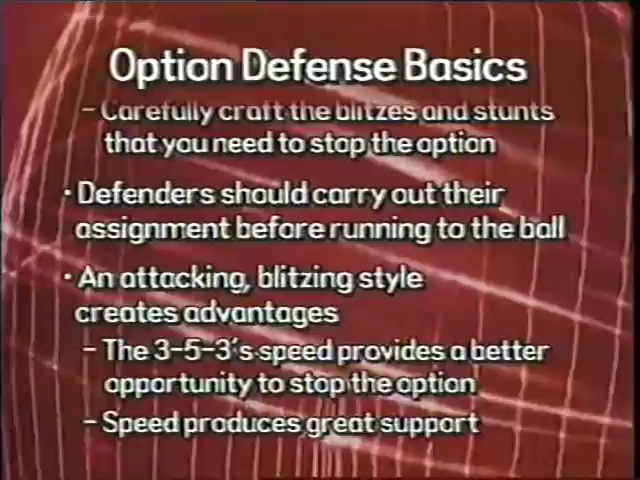 Option Defense Basics
– Carefully craft the blitzes and stunts
that you need to stop the option
• Defenders should carry out their
assignment before running to the ball
• An attacking, blitzing style
creates advantages
– The 3-5-3's speed provides a better
opportunity to stop the option
– Speed produces great support